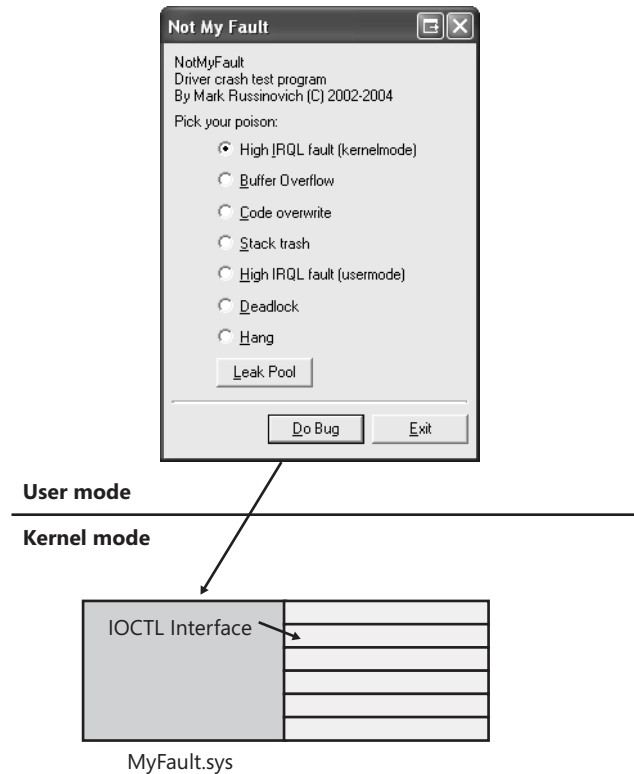 Not My Fault
NotMyFault
Driver crash test program
By Mark Russinovich (C) 2002-2004
Pick your poison:
High IRQL fault (kernelmode)
Buffer Overflow
Code overwrite
Stack trash
High IRQL fault (usermode)
Deadlock
Hang
Leak Pool
Do Bug
Exit
User mode
Kernel mode
IOCTL Interface
MyFault.sys